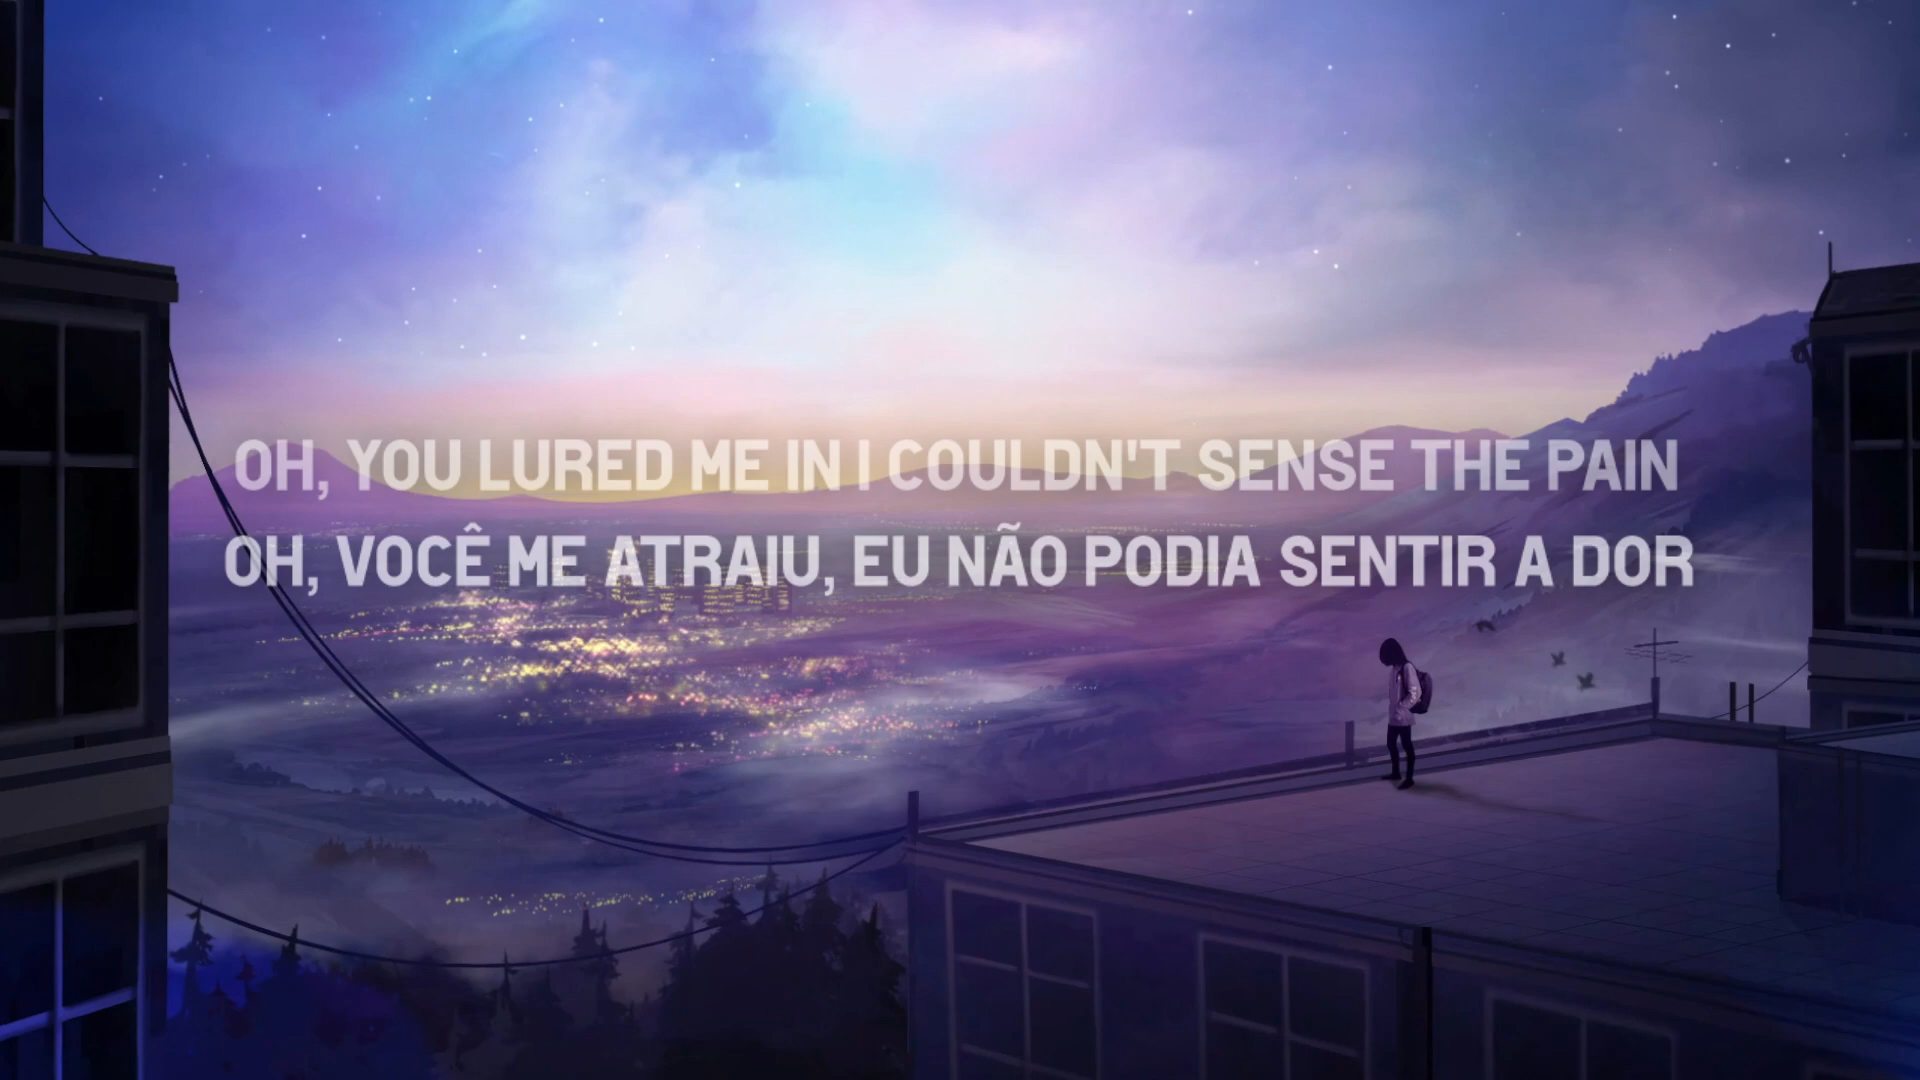 OH, YOU LURED ME IN I COULDN'T SENSE THE PAIN
OH, VOCÊ ME ATRAIU, EU NÃO PODIA SENTIR A DOR